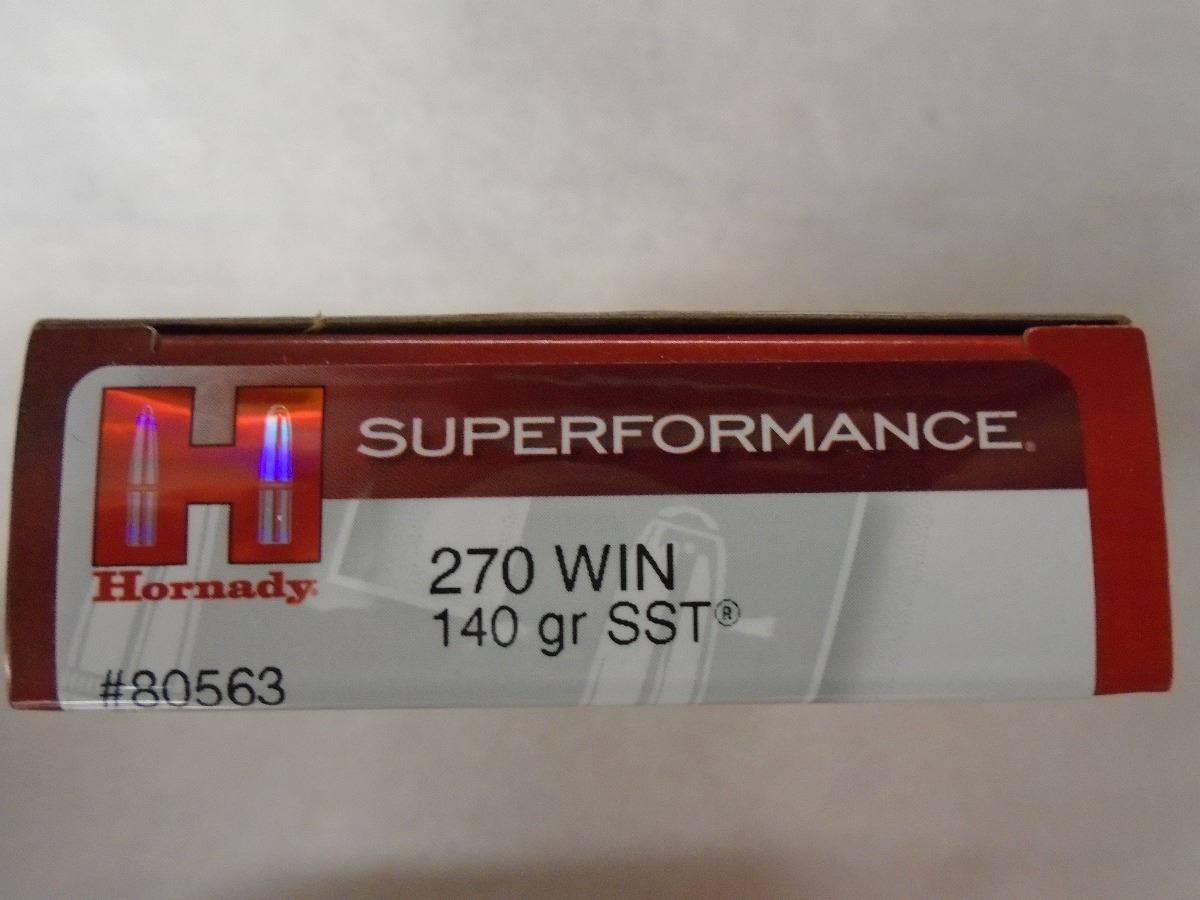 H
SUPERFORMANCE.
Hornady
270 WIN
140 gr SST®
#80563